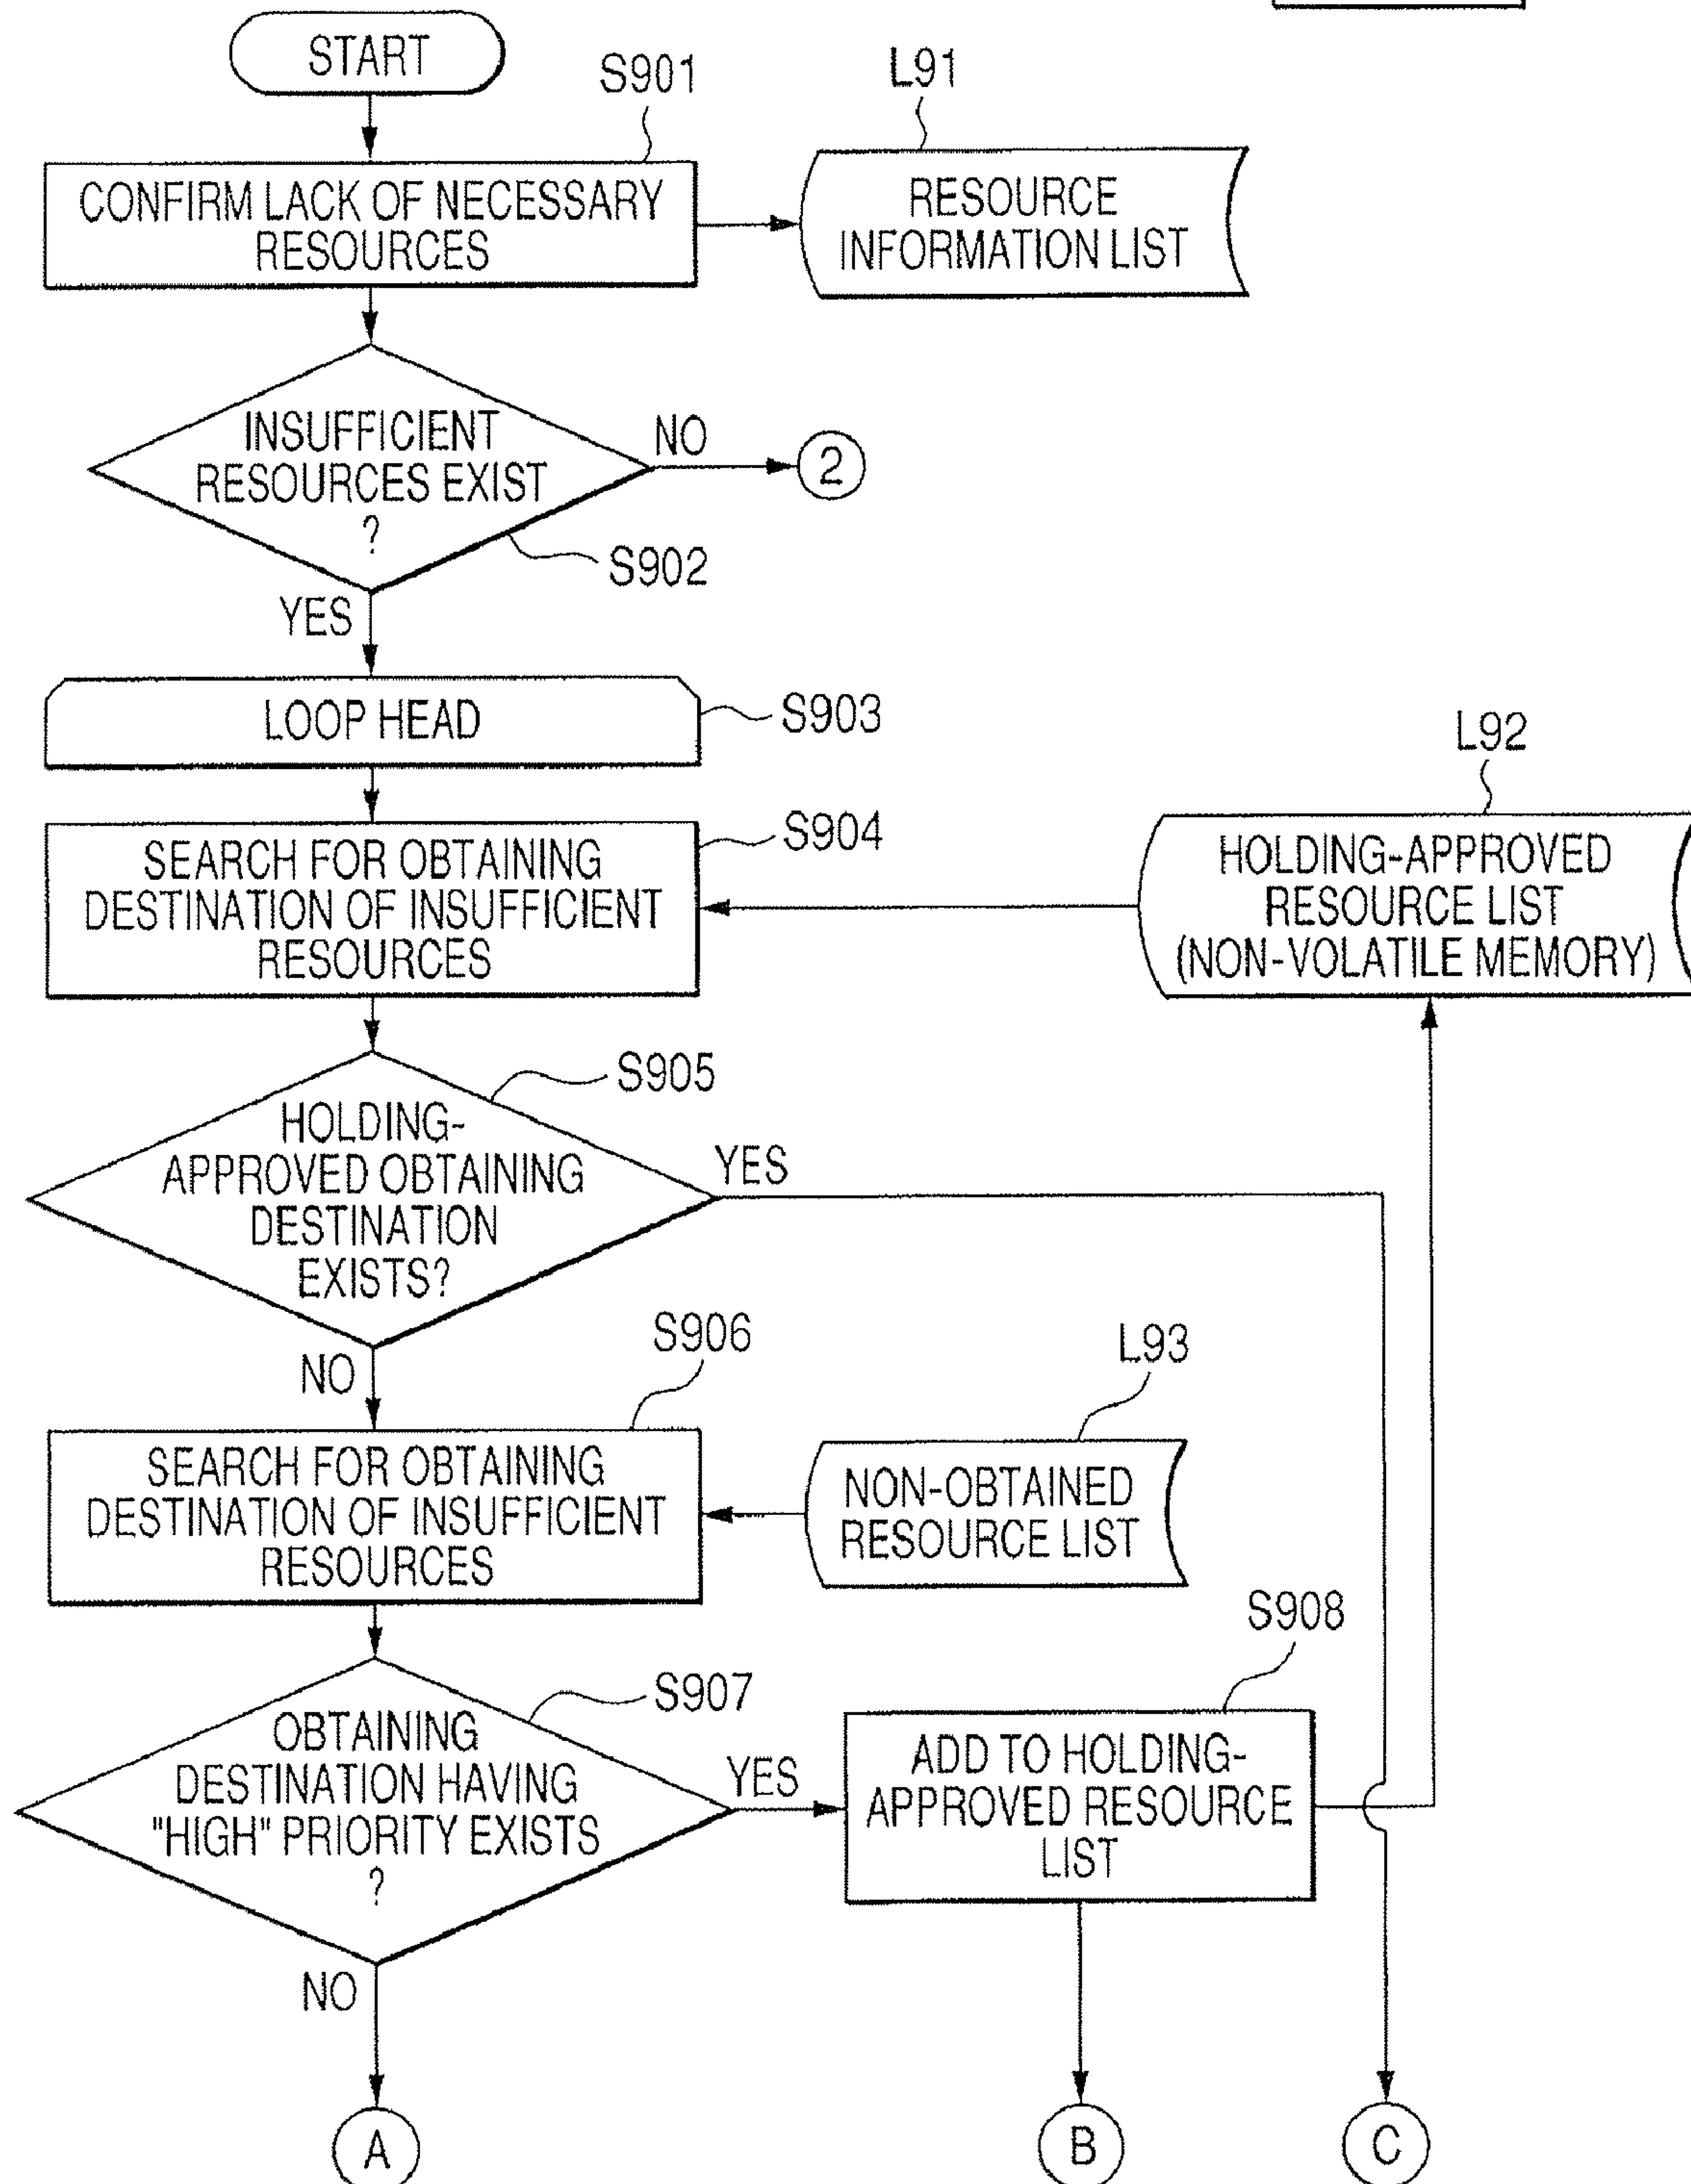 START
S901
L91
CONFIRM LACK OF NECESSARY
RESOURCES
RESOURCE
INFORMATION LIST
INSUFFICIENT
RESOURCES EXIST
?
NO
2
S902
YES
LOOP HEAD
S903
L92
S904
SEARCH FOR OBTAINING
DESTINATION OF INSUFFICIENT
RESOURCES
HOLDING-APPROVED
RESOURCE LIST
(NON-VOLATILE MEMORY)
S905
HOLDING-
APPROVED OBTAINING
DESTINATION
EXISTS?
YES
NO
S906
L93
SEARCH FOR OBTAINING
DESTINATION OF INSUFFICIENT
RESOURCES
NON-OBTAINED
RESOURCE LIST
S908
S907
OBTAINING
DESTINATION HAVING
"HIGH" PRIORITY EXISTS
?
YES
ADD TO HOLDING-
APPROVED RESOURCE
LIST
NO
A
B
C